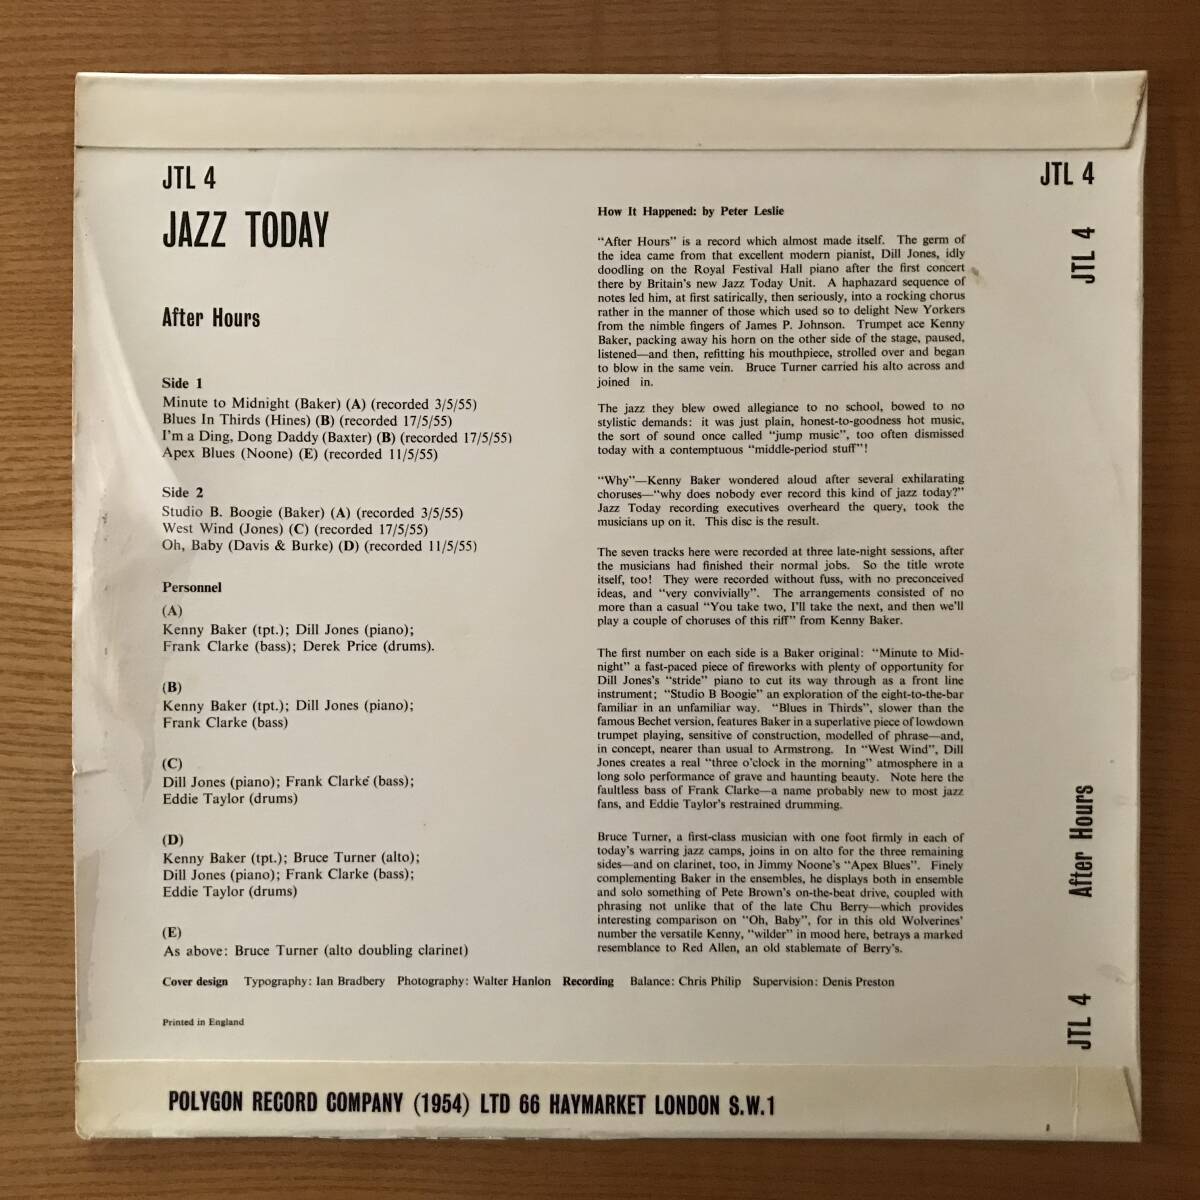 JTL 4
JAZZ TODAY
After Hours
Side 1
Minute to Midnight (Baker) (A) (recorded 3/5/55)
Blues In Thirds (Hines) (B) (recorded 17/5/55)
I'm a Ding, Dong Daddy (Baxter) (B) (recorded 17/5/55)
Apex Blues (Noone) (E) (recorded 11/5/55)
Side 2
Studio B. Boogie (Baker) (A) (recorded 3/5/55)
West Wind (Jones) (C) (recorded 17/5/55)
Oh, Baby (Davis & Burke) (D) (recorded 11/5/55)
Personnel
(A)
Kenny Baker (tpt.); Dill Jones (piano);
Frank Clarke (bass); Derek Price (drums).
(B)
Kenny Baker (tpt.); Dill Jones (piano);
Frank Clarke (bass)
(C)
Dill Jones (piano); Frank Clarke (bass);
Eddie Taylor (drums)
(D)
Kenny Baker (tpt.); Bruce Turner (alto);
Dill Jones (piano); Frank Clarke (bass);
Eddie Taylor (drums)
(E)
As above: Bruce Turner (alto doubling clarinet)
How It Happened: by Peter Leslie
“After Hours” is a record which almost made itself. The germ of
the idea came from that excellent modern pianist, Dill Jones, idly
doodling on the Royal Festival Hall piano after the first concert
there by Britain's new Jazz Today Unit. A haphazard sequence of
notes led him, at first satirically, then seriously, into a rocking chorus
rather in the manner of those which used so to delight New Yorkers
from the nimble fingers of James P. Johnson. Trumpet ace Kenny
Baker, packing away his horn on the other side of the stage, paused,
listened—and then, refitting his mouthpiece, strolled over and began
to blow in the same vein. Bruce Turner carried his alto across and
joined in.
The jazz they blew owed allegiance to no school, bowed to no
stylistic demands: it was just plain, honest-to-goodness hot music,
the sort of sound once called “jump music”, too often dismissed
today with a contemptuous “middle-period stuff”!
“Why”—Kenny Baker wondered aloud after several exhilarating
choruses—“why does nobody ever record this kind of jazz today?”
Jazz Today recording executives overheard the query, took the
musicians up on it. This disc is the result.
The seven tracks here were recorded at three late-night sessions, after
the musicians had finished their normal jobs. So the title wrote
itself, too! They were recorded without fuss, with no preconceived
ideas, and “very convivially”. The arrangements consisted of no
more than a casual “You take two, I'll take the next, and then we'll
play a couple of choruses of this riff” from Kenny Baker.
The first number on each side is a Baker original: “Minute to Mid-
night” a fast-paced piece of fireworks with plenty of opportunity for
Dill Jones's “stride” piano to cut its way through as a front line
instrument; “Studio B Boogie” an exploration of the eight-to-the-bar
familiar in an unfamiliar way. “Blues in Thirds”, slower than the
famous Bechet version, features Baker in a superlative piece of lowdown
trumpet playing, sensitive of construction, modelled of phrase—and,
in concept, nearer than usual to Armstrong. In “West Wind”, Dill
Jones creates a real “three o'clock in the morning” atmosphere in a
long solo performance of grave and haunting beauty. Note here the
faultless bass of Frank Clarke—a name probably new to most jazz
fans, and Eddie Taylor's restrained drumming.
Bruce Turner, a first-class musician with one foot firmly in each of
today's warring jazz camps, joins in on alto for the three remaining
sides—and on clarinet, too, in Jimmy Noone's “Apex Blues”. Finely
complementing Baker in the ensembles, he displays both in ensemble
and solo something of Pete Brown's on-the-beat drive, coupled with
phrasing not unlike that of the late Chu Berry—which provides
interesting comparison on “Oh, Baby”, for in this old Wolverines'
number the versatile Kenny, “wilder” in mood here, betrays a marked
resemblance to Red Allen, an old stablemate of Berry's.
Cover design Typography: Ian Bradbery Photography: Walter Hanlon Recording Balance: Chris Philip Supervision: Denis Preston
Printed in England
JTL 4
JTL 4
After Hours
JTL 4
POLYGON RECORD COMPANY (1954) LTD 66 HAYMARKET LONDON S.W.1